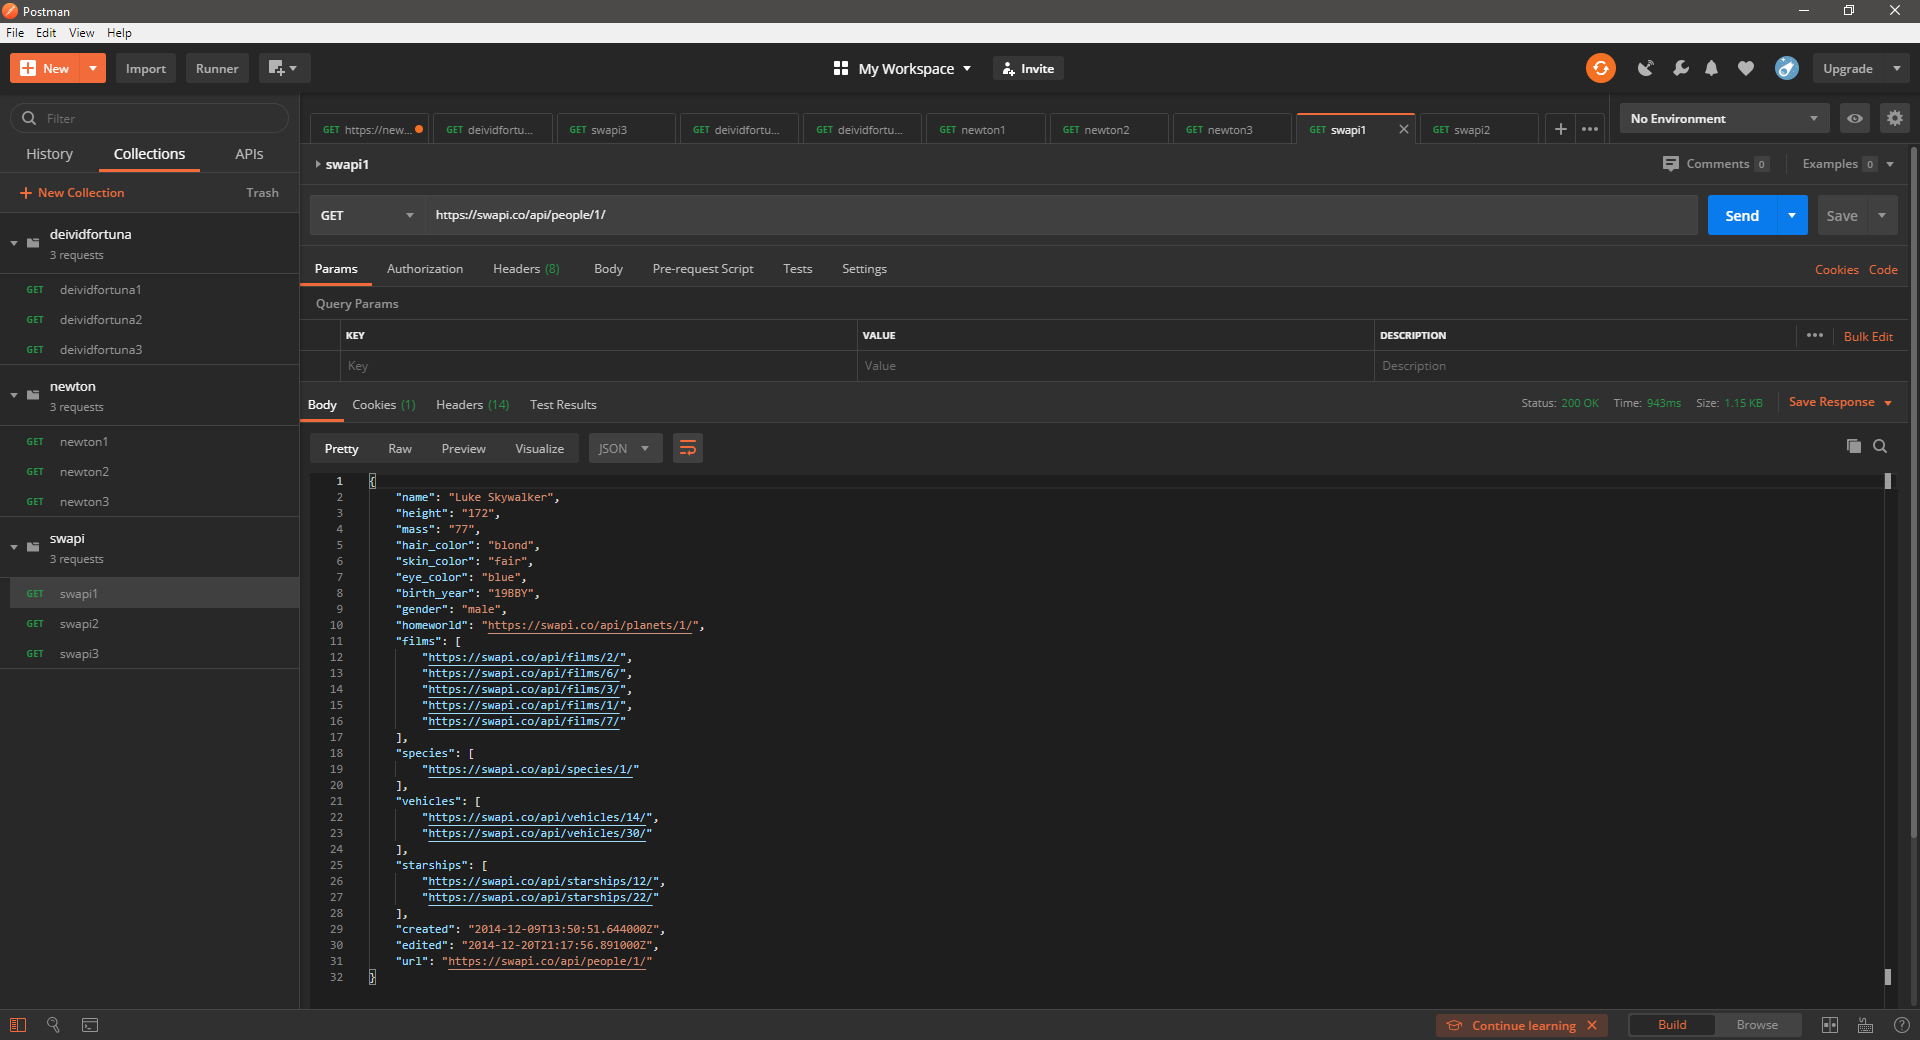 Postman
File Edit View Help
New Import Runner My Workspace Invite Upgrade
Filter
History Collections APIs
New Collection Trash
deividfortuna
3 requests
GET deividfortuna1
GET deividfortuna2
GET deividfortuna3
newton
3 requests
GET newton1
GET newton2
GET newton3
swapi
3 requests
GET swapi1
GET swapi2
GET swapi3
GET https://new... GET deividfortu... GET swapi3 GET deividfortu... GET deividfortu... GET newton1 GET newton2 GET newton3 GET swapi1 GET swapi2 No Environment
swapi1 Comments 0 Examples 0
GET https://swapi.co/api/people/1/ Send Save
Params Authorization Headers (8) Body Pre-request Script Tests Settings Cookies Code
Query Params
KEY VALUE DESCRIPTION Bulk Edit
Key Value Description
Body Cookies (1) Headers (14) Test Results Status: 200 OK Time: 943ms Size: 1.15 KB Save Response
Pretty Raw Preview Visualize JSON
1 {
2 "name": "Luke Skywalker",
3 "height": "172",
4 "mass": "77",
5 "hair_color": "blond",
6 "skin_color": "fair",
7 "eye_color": "blue",
8 "birth_year": "19BBY",
9 "gender": "male",
10 "homeworld": "https://swapi.co/api/planets/1/",
11 "films": [
12 "https://swapi.co/api/films/2/",
13 "https://swapi.co/api/films/6/",
14 "https://swapi.co/api/films/3/",
15 "https://swapi.co/api/films/1/",
16 "https://swapi.co/api/films/7/"
17 ],
18 "species": [
19 "https://swapi.co/api/species/1/"
20 ],
21 "vehicles": [
22 "https://swapi.co/api/vehicles/14/",
23 "https://swapi.co/api/vehicles/30/"
24 ],
25 "starships": [
26 "https://swapi.co/api/starships/12/",
27 "https://swapi.co/api/starships/22/"
28 ],
29 "created": "2014-12-09T13:50:51.644000Z",
30 "edited": "2014-12-20T21:17:56.891000Z",
31 "url": "https://swapi.co/api/people/1/"
32 }
Continue learning Build Browse